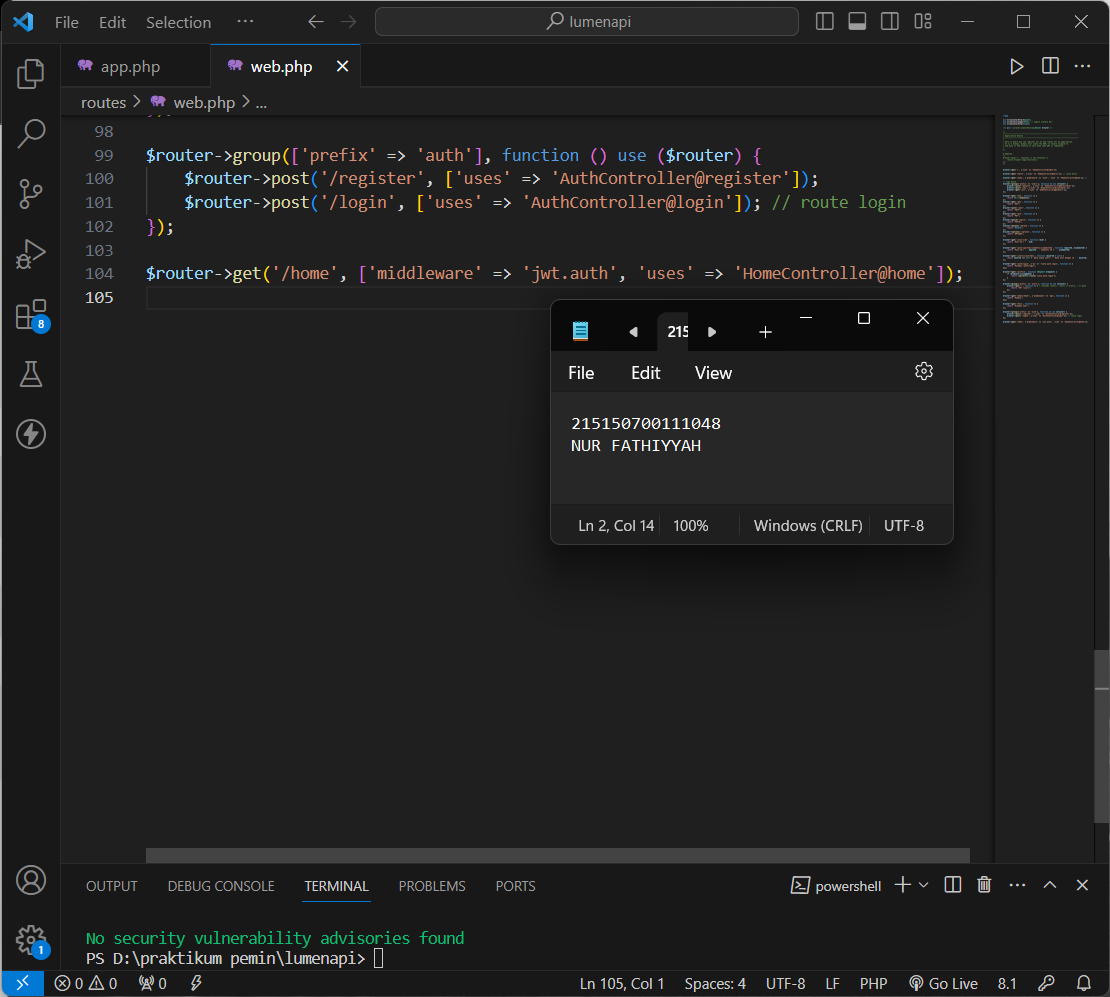 File Edit Selection ··· lumenapi
app.php web.php
routes > web.php > ...
98
99 $router->group(['prefix' => 'auth'], function () use ($router) {
100 $router->post('/register', ['uses' => 'AuthController@register']);
101 $router->post('/login', ['uses' => 'AuthController@login']); // route login
102 });
103
104 $router->get('/home', ['middleware' => 'jwt.auth', 'uses' => 'HomeController@home']);
105
215
File Edit View
215150700111048
NUR FATHIYYAH
Ln 2, Col 14 100% Windows (CRLF) UTF-8
8
OUTPUT DEBUG CONSOLE TERMINAL PROBLEMS PORTS powershell
No security vulnerability advisories found
PS D:\praktikum pemin\lumenapi>
1
0 0 0 Ln 105, Col 1 Spaces: 4 UTF-8 LF PHP Go Live 8.1